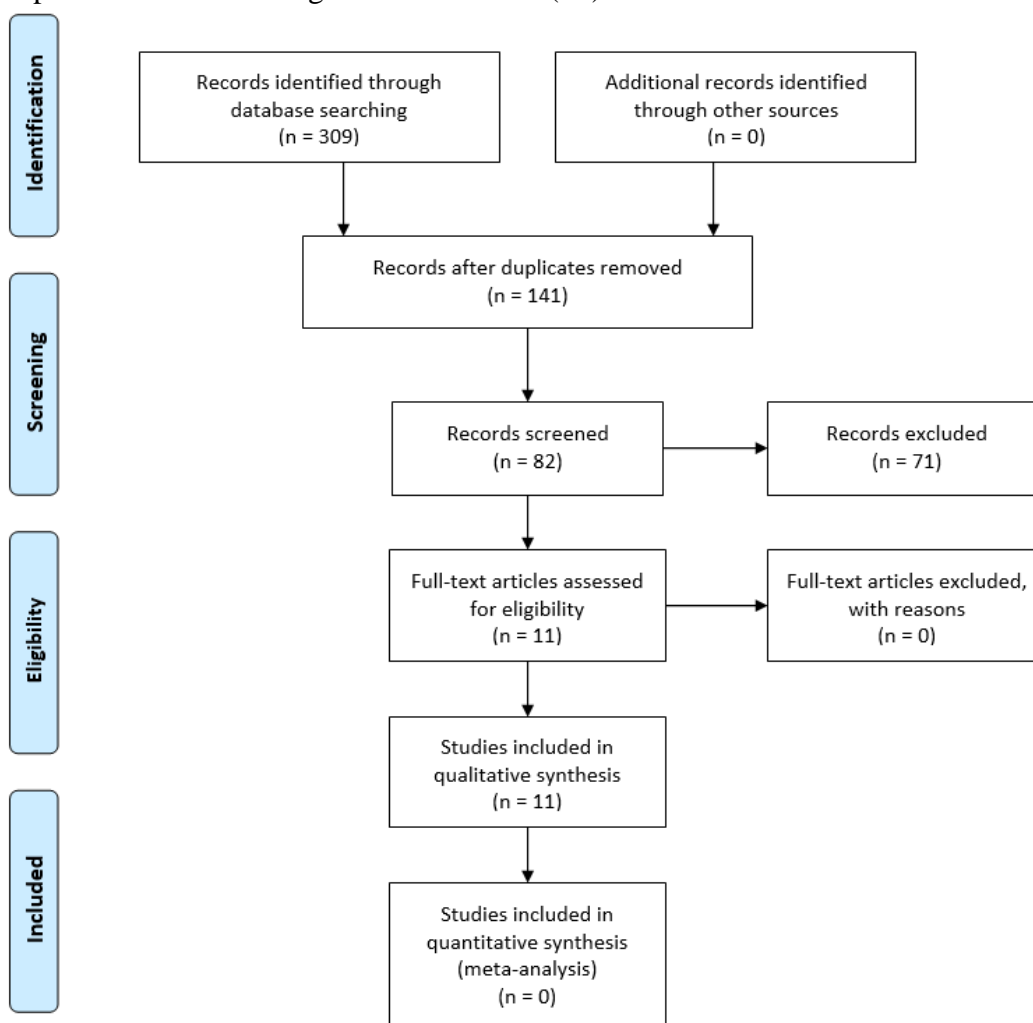 Identification
Records identified through
database searching
(n = 309)
Additional records identified
through other sources
(n = 0)
Records after duplicates removed
(n = 141)
Screening
Records screened
(n = 82)
Records excluded
(n = 71)
Eligibility
Full-text articles assessed
for eligibility
(n = 11)
Full-text articles excluded,
with reasons
(n = 0)
Studies included in
qualitative synthesis
(n = 11)
Included
Studies included in
quantitative synthesis
(meta-analysis)
(n = 0)